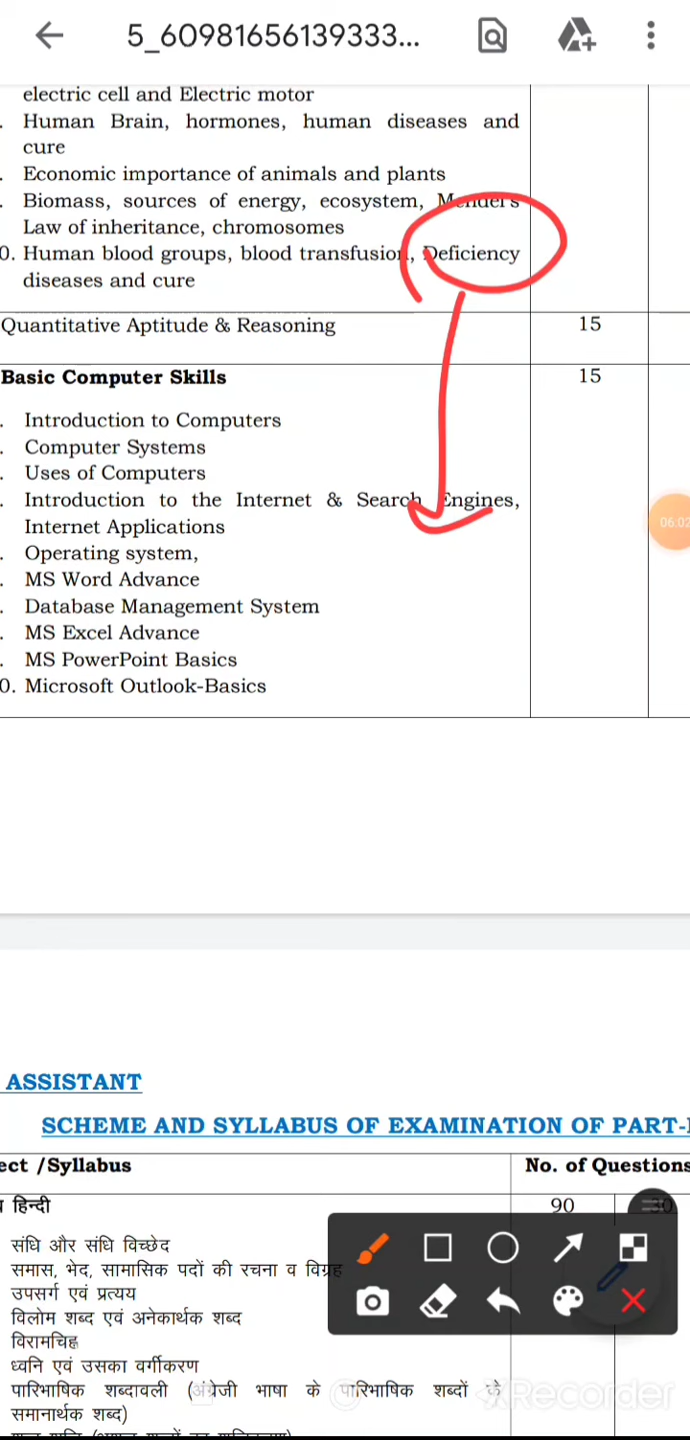 5_60981656139333...
electric cell and Electric motor
. Human Brain, hormones, human diseases and
cure
. Economic importance of animals and plants
. Biomass, sources of energy, ecosystem, Mendel's
Law of inheritance, chromosomes
0. Human blood groups, blood transfusion, Deficiency
diseases and cure
Quantitative Aptitude & Reasoning 15
Basic Computer Skills 15
. Introduction to Computers
. Computer Systems
. Uses of Computers
. Introduction to the Internet & Search Engines,
Internet Applications
06:02
. Operating system,
. MS Word Advance
. Database Management System
. MS Excel Advance
. MS PowerPoint Basics
0. Microsoft Outlook-Basics
ASSISTANT
SCHEME AND SYLLABUS OF EXAMINATION OF PART-
ect /Syllabus No. of Questions
हिन्दी 90 30
संधि और संधि विच्छेद
समास, भेद, सामासिक पदों की रचना व विग्रह
उपसर्ग एवं प्रत्यय
विलोम शब्द एवं अनेकार्थक शब्द
विरामचिह्न
ध्वनि एवं उसका वर्गीकरण
पारिभाषिक शब्दावली (अंग्रेजी भाषा के पारिभाषिक शब्दों के
समानार्थक शब्द)
XRecorder